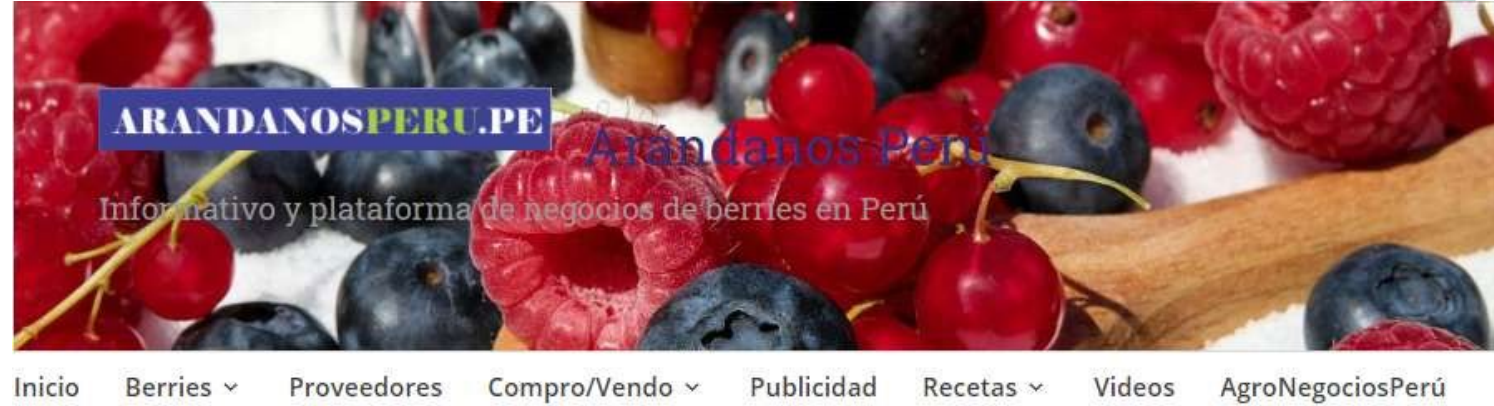 ARANDANOSPERU.PE
Arándanos Perú
Informativo y plataforma de negocios de berries en Perú
Inicio Berries Proveedores Compro/Vendo Publicidad Recetas Videos AgroNegociosPerú